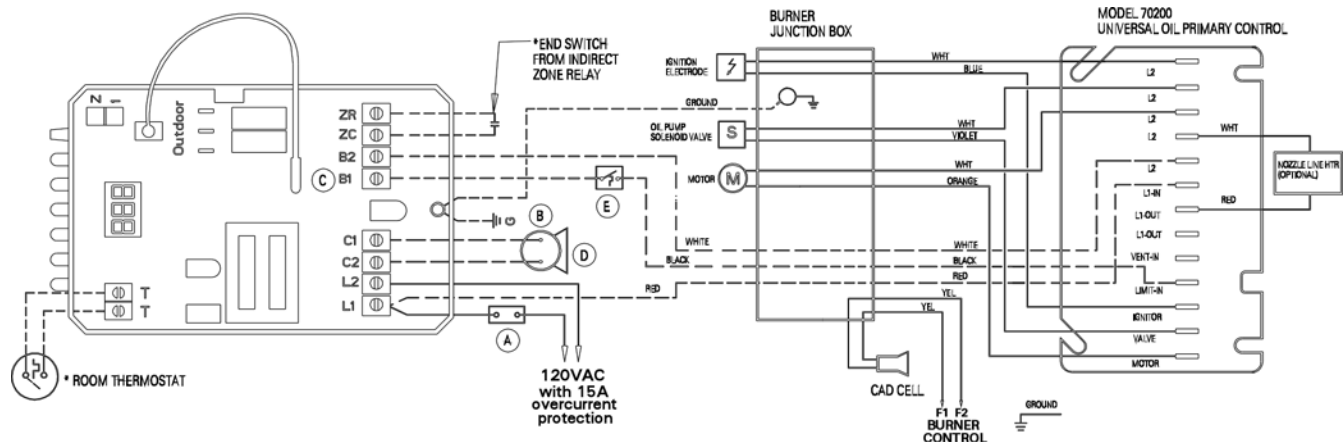 BURNER
JUNCTION BOX
MODEL 70200
UNIVERSAL OIL PRIMARY CONTROL
*END SWITCH
FROM INDIRECT
ZONE RELAY
IGNITION
ELECTRODE
WHT
BLUE
L2
Z
1
Outdoor
ZR
ZC
B2
B1
C
GROUND
OIL PUMP
SOLENOID VALVE
S
WHT
VIOLET
L2
L2
L2
WHT
NOZZLE LINE HTR
(OPTIONAL)
MOTOR
M
WHT
ORANGE
L2
E
L1-IN
RED
L1-OUT
G
B
C1
C2
D
L2
L1
WHITE
BLACK
RED
WHITE
BLACK
RED
L1-OUT
VENT-IN
LIMIT-IN
T
T
A
YEL
YEL
IGNITOR
VALVE
MOTOR
* ROOM THERMOSTAT
120VAC
with 15A
overcurrent
protection
CAD CELL
F1 F2
BURNER
CONTROL
GROUND